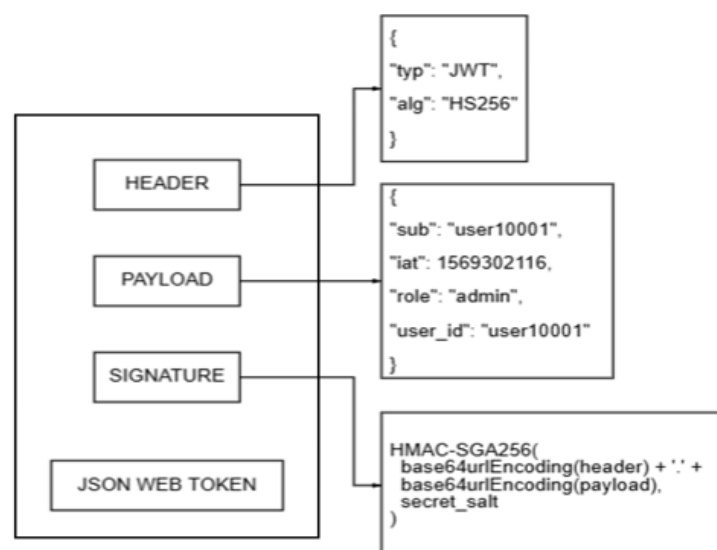 {
"typ": "JWT",
"alg": "HS256"
}
HEADER
{
"sub": "user10001",
"iat": 1569302116,
"role": "admin",
"user_id": "user10001"
}
PAYLOAD
SIGNATURE
HMAC-SGA256(
base64urlEncoding(header) + '.' +
base64urlEncoding(payload),
secret_salt
)
JSON WEB TOKEN